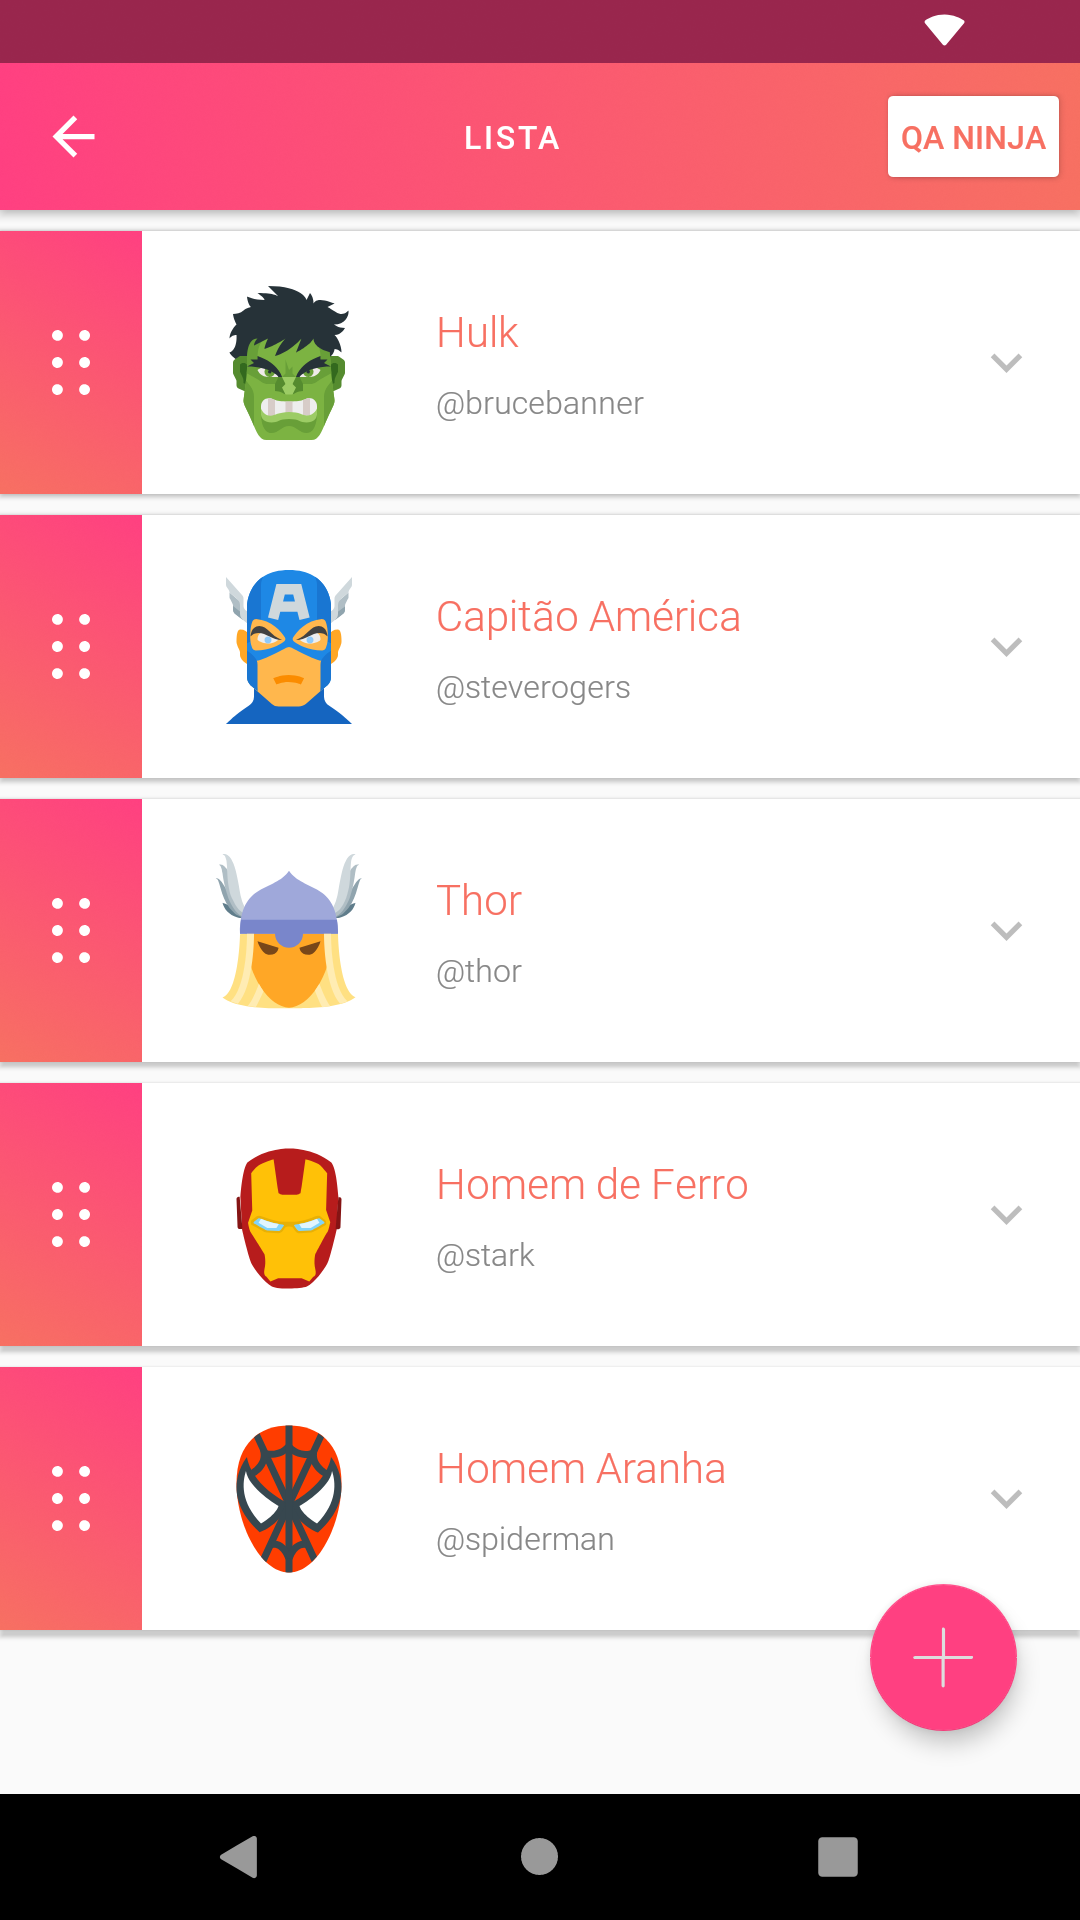 LISTA
QA NINJA
Hulk
@brucebanner
A
Capitão América
@steverogers
Thor
@thor
Homem de Ferro
@stark
Homem Aranha
@spiderman